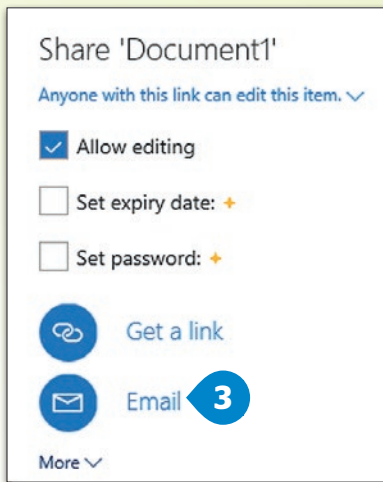 Share 'Document1'
Anyone with this link can edit this item.
Allow editing
Set expiry date:
Set password:
Get a link
Email 3
More